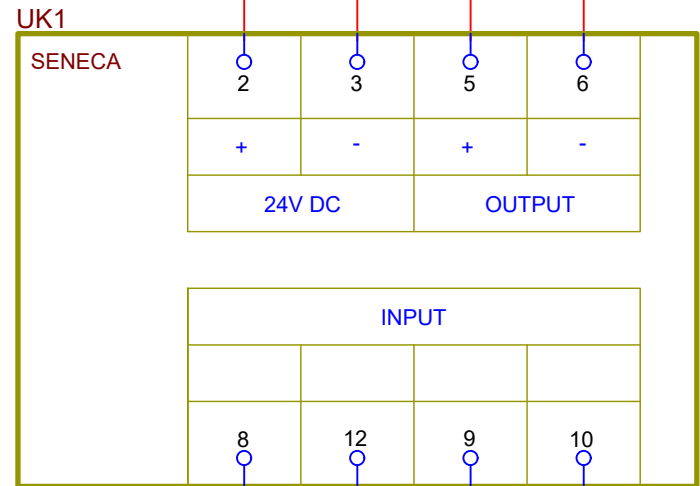 UK1
SENECA
2 3 5 6
+ - + -
24V DC OUTPUT
INPUT
8 12 9 10